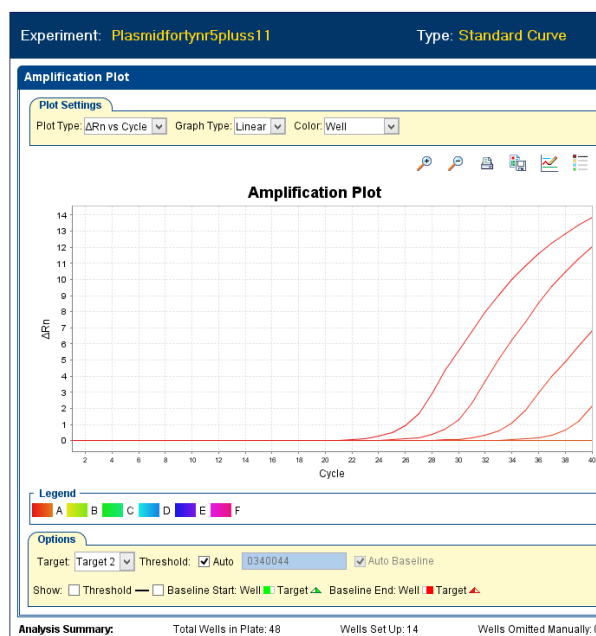 Experiment: Plasmidfortynr5pluss11 Type: Standard Curve
Amplification Plot
Plot Settings
Plot Type: ΔRn vs Cycle Graph Type: Linear Color: Well
Amplification Plot
14
13
12
11
10
9
8
7
6
5
4
3
2
1
0
ΔRn
2 4 6 8 10 12 14 16 18 20 22 24 26 28 30 32 34 36 38 40
Cycle
Legend
A B C D E F
Options
Target: Target 2 Threshold: Auto 0340044 Auto Baseline
Show: Threshold Baseline Start: Well Target Baseline End: Well Target
Analysis Summary: Total Wells in Plate: 48 Wells Set Up: 14 Wells Omitted Manually: